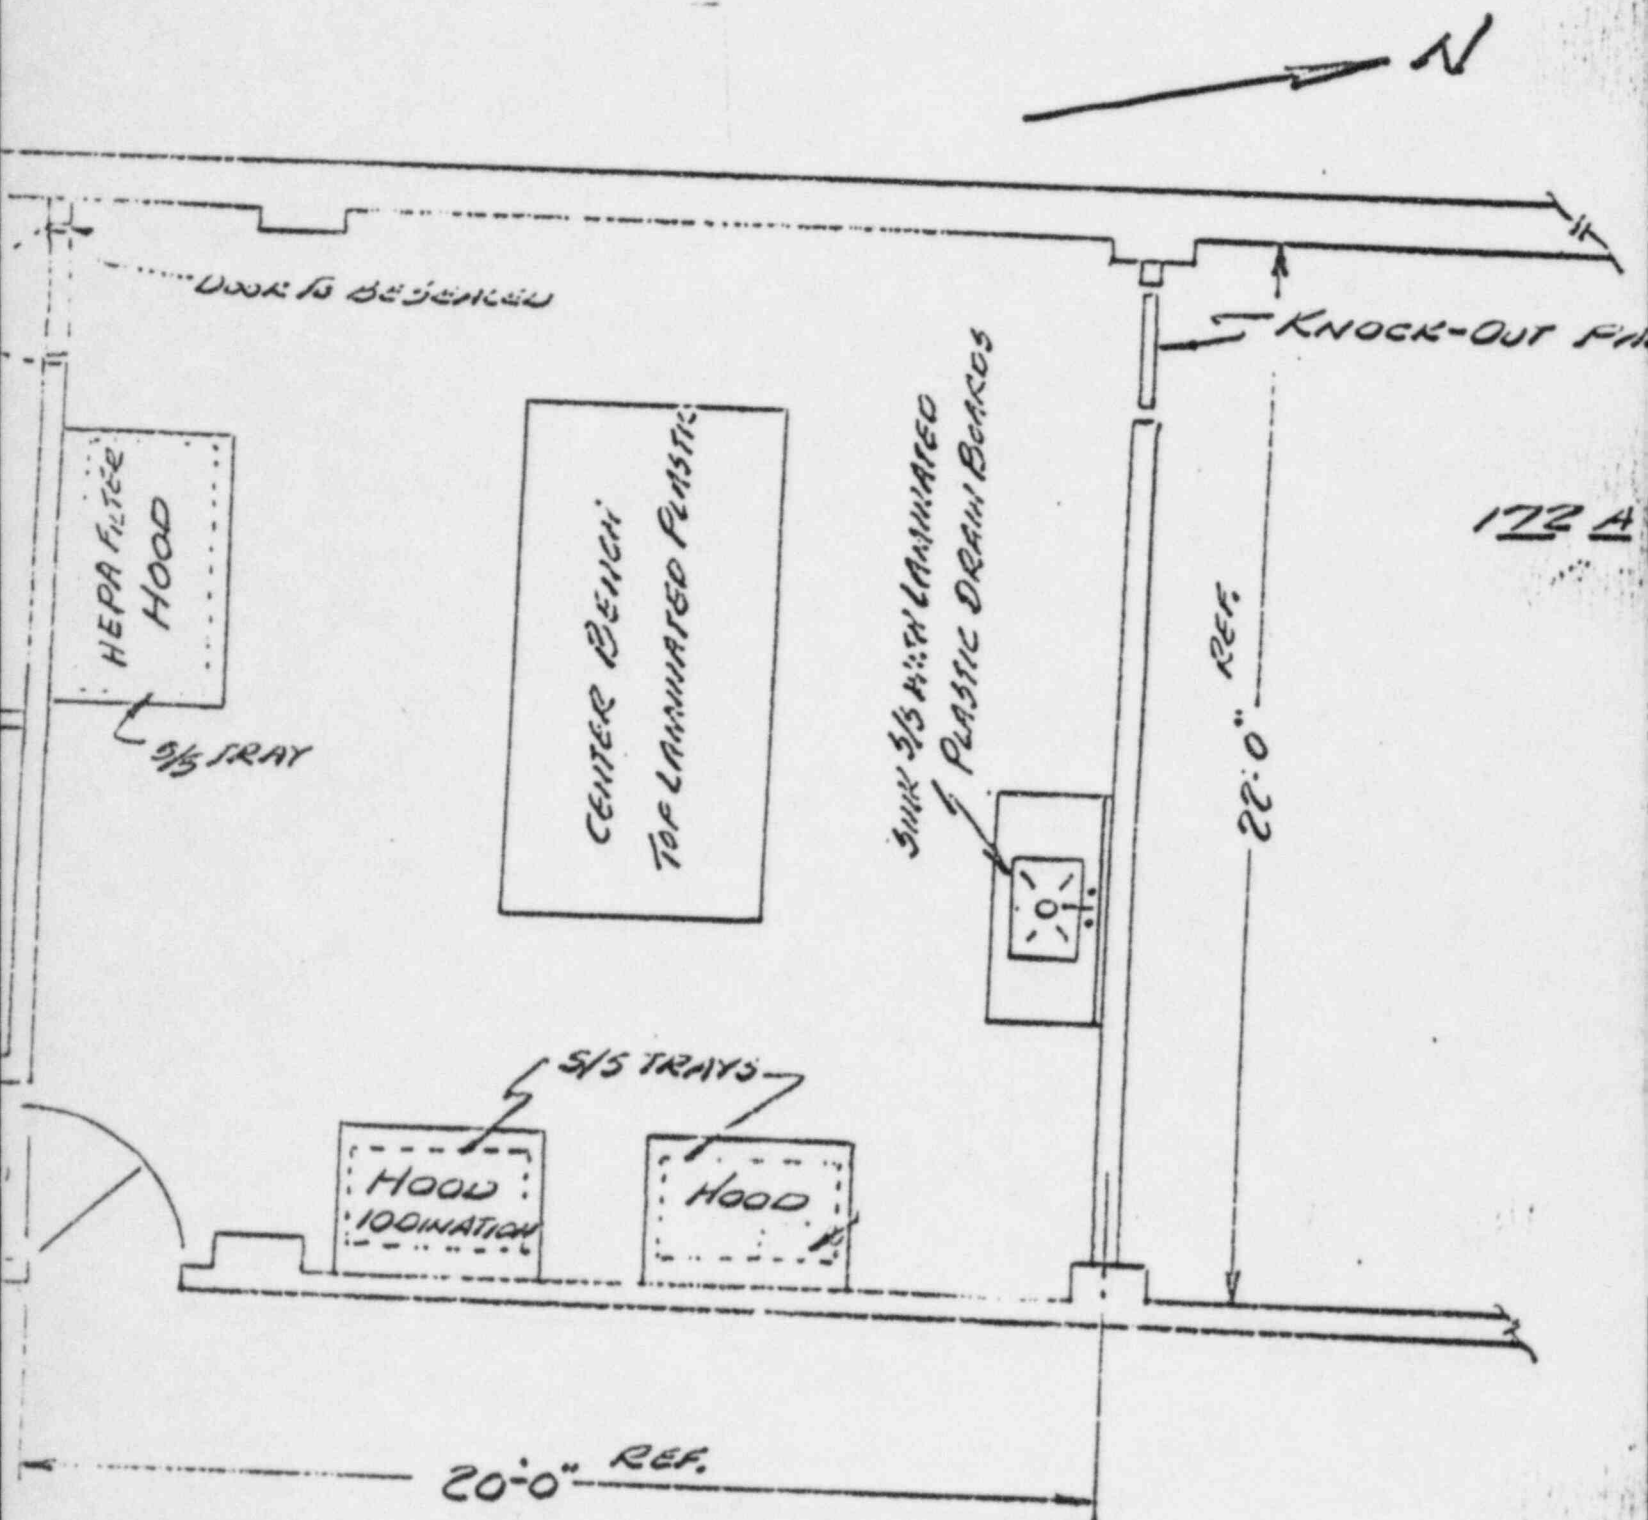 N
DOOR TO BE SEALED
KNOCK-OUT
172 A
HEPA FILTER
HOOD
S/S TRAY
CENTER BENCH
TOP LAMINATED PLASTIC
SINK S/S WITH LAMINATED
PLASTIC DRAIN BOARDS
REF.
22'-0"
S/S TRAYS
HOOD
IODINATION
HOOD
20'-0" REF.